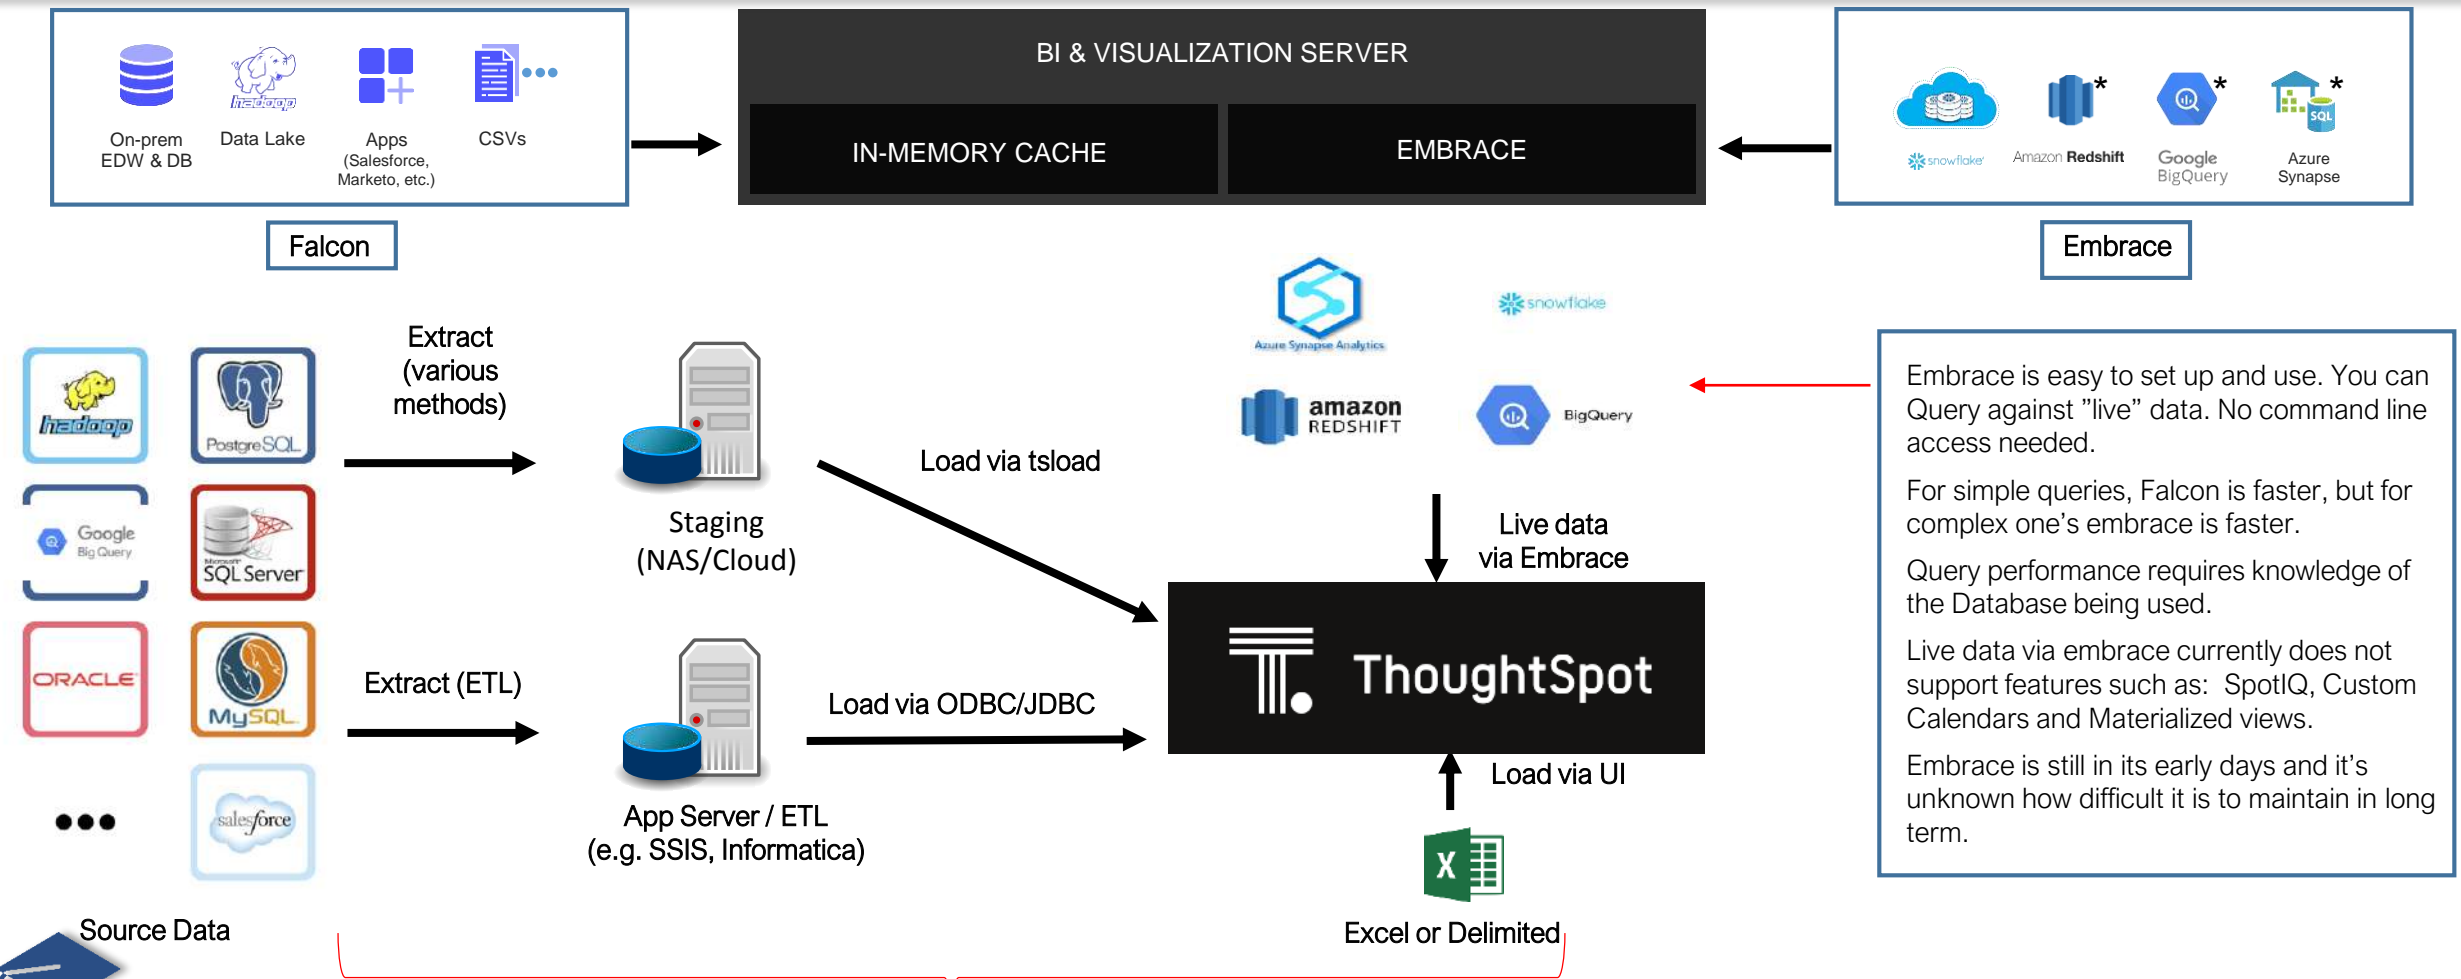 BI & VISUALIZATION SERVER
IN-MEMORY CACHE
EMBRACE
hadoop
On-prem
EDW & DB
Data Lake
Apps
(Salesforce,
Marketo, etc.)
CSVs
Falcon
*
*
*
SQL
snowflake
Amazon Redshift
Google
BigQuery
Azure
Synapse
Embrace
hadoop
PostgreSQL
Google
Big Query
Microsoft
SQL Server
ORACLE
MySQL
salesforce
Source Data
Extract
(various
methods)
Staging
(NAS/Cloud)
Load via tsload
Extract (ETL)
App Server / ETL
(e.g. SSIS, Informatica)
Load via ODBC/JDBC
Azure Synapse Analytics
snowflake
amazon
REDSHIFT
BigQuery
Live data
via Embrace
ThoughtSpot
Load via UI
X
Excel or Delimited
Embrace is easy to set up and use. You can
Query against "live" data. No command line
access needed.
For simple queries, Falcon is faster, but for
complex one's embrace is faster.
Query performance requires knowledge of
the Database being used.
Live data via embrace currently does not
support features such as:  SpotIQ, Custom
Calendars and Materialized views.
Embrace is still in its early days and it's
unknown how difficult it is to maintain in long
term.